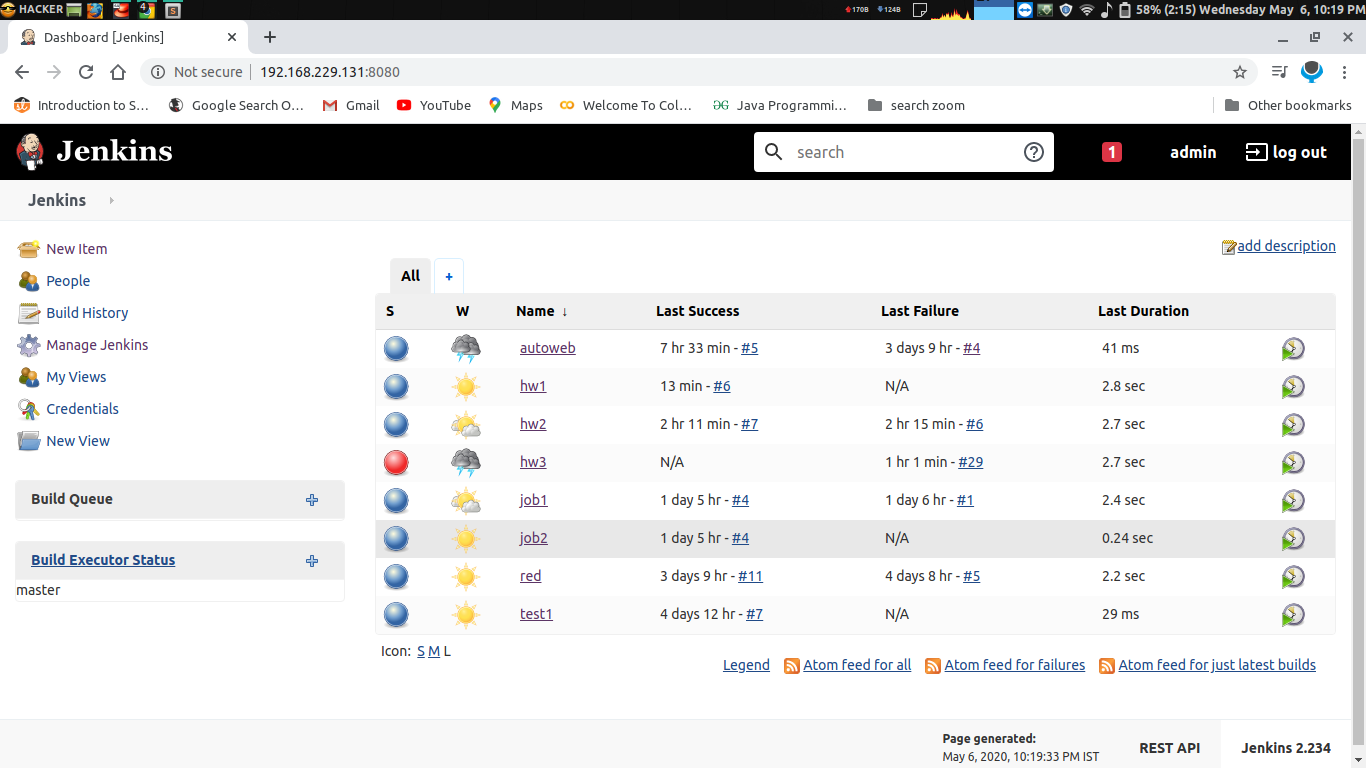 HACKER 170B 124B 58% (2:15) Wednesday May 6, 10:19 PM
Dashboard [Jenkins]
Not secure 192.168.229.131:8080
Introduction to S... Google Search O... Gmail YouTube Maps Welcome To Col... Java Programmi... search zoom Other bookmarks
Jenkins search 1 admin log out
Jenkins
New Item
People
Build History
Manage Jenkins
My Views
Credentials
New View
Build Queue
Build Executor Status
master
add description
All +
S W Name ↓ Last Success Last Failure Last Duration
autoweb 7 hr 33 min - #5 3 days 9 hr - #4 41 ms
hw1 13 min - #6 N/A 2.8 sec
hw2 2 hr 11 min - #7 2 hr 15 min - #6 2.7 sec
hw3 N/A 1 hr 1 min - #29 2.7 sec
job1 1 day 5 hr - #4 1 day 6 hr - #1 2.4 sec
job2 1 day 5 hr - #4 N/A 0.24 sec
red 3 days 9 hr - #11 4 days 8 hr - #5 2.2 sec
test1 4 days 12 hr - #7 N/A 29 ms
Icon: S M L
Legend Atom feed for all Atom feed for failures Atom feed for just latest builds
Page generated:
May 6, 2020, 10:19:33 PM IST
REST API Jenkins 2.234